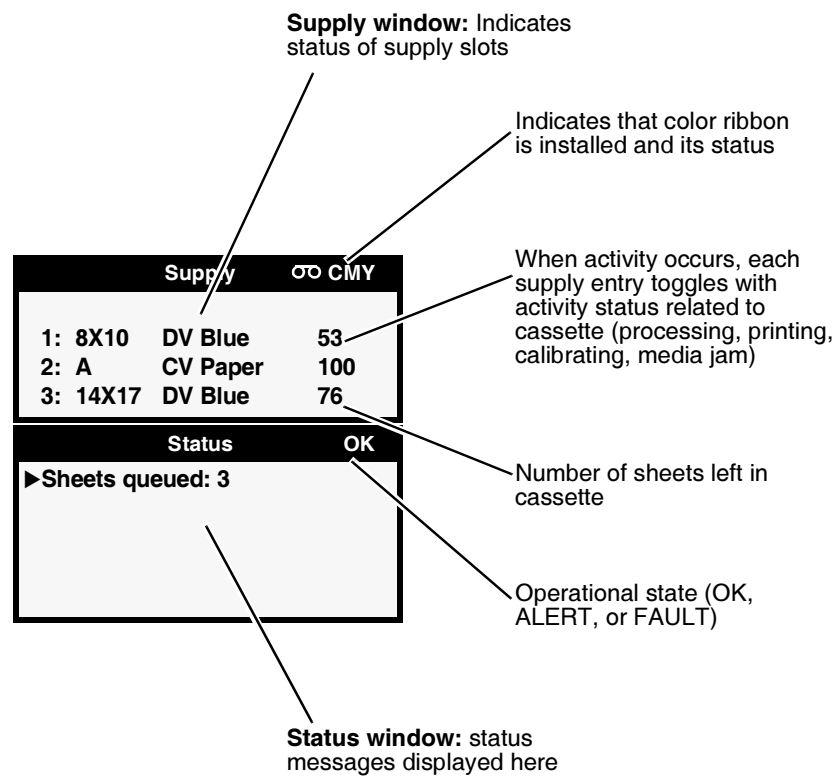 Supply window: Indicates
status of supply slots
Indicates that color ribbon
is installed and its status
Supply CMY
When activity occurs, each
supply entry toggles with
activity status related to
cassette (processing, printing,
calibrating, media jam)
1: 8X10 DV Blue 53
2: A CV Paper 100
3: 14X17 DV Blue 76
Status OK
▶Sheets queued: 3
Number of sheets left in
cassette
Operational state (OK,
ALERT, or FAULT)
Status window: status
messages displayed here